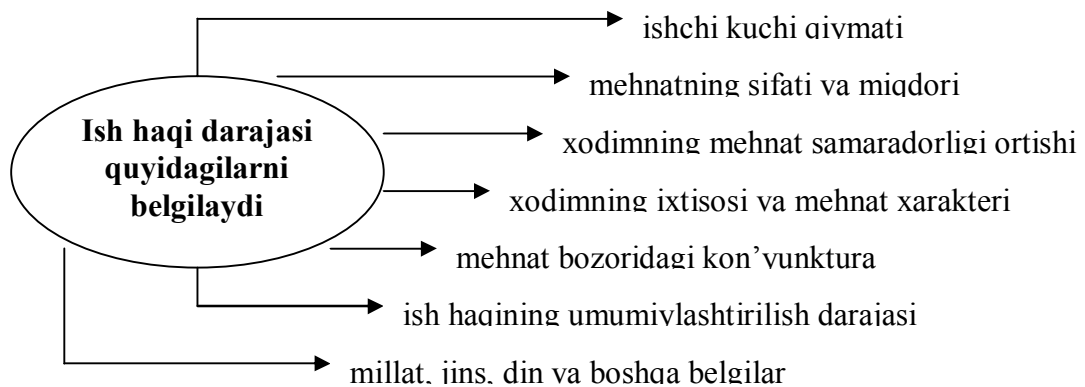 Ish haqi darajasi
quyidagilarni
belgilaydi
ishchi kuchi qiymati
mehnatning sifati va miqdori
xodimning mehnat samaradorligi ortishi
xodimning ixtisosi va mehnat xarakteri
mehnat bozoridagi kon’yunktura
ish haqining umumiylashtirilish darajasi
millat, jins, din va boshqa belgilar